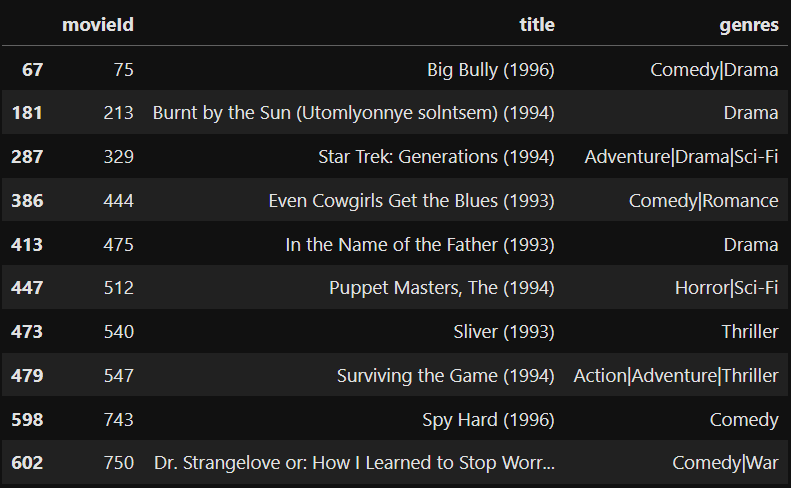 movieId title genres
67 75 Big Bully (1996) Comedy|Drama
181 213 Burnt by the Sun (Utomlyonnye solntsem) (1994) Drama
287 329 Star Trek: Generations (1994) Adventure|Drama|Sci-Fi
386 444 Even Cowgirls Get the Blues (1993) Comedy|Romance
413 475 In the Name of the Father (1993) Drama
447 512 Puppet Masters, The (1994) Horror|Sci-Fi
473 540 Sliver (1993) Thriller
479 547 Surviving the Game (1994) Action|Adventure|Thriller
598 743 Spy Hard (1996) Comedy
602 750 Dr. Strangelove or: How I Learned to Stop Worr... Comedy|War